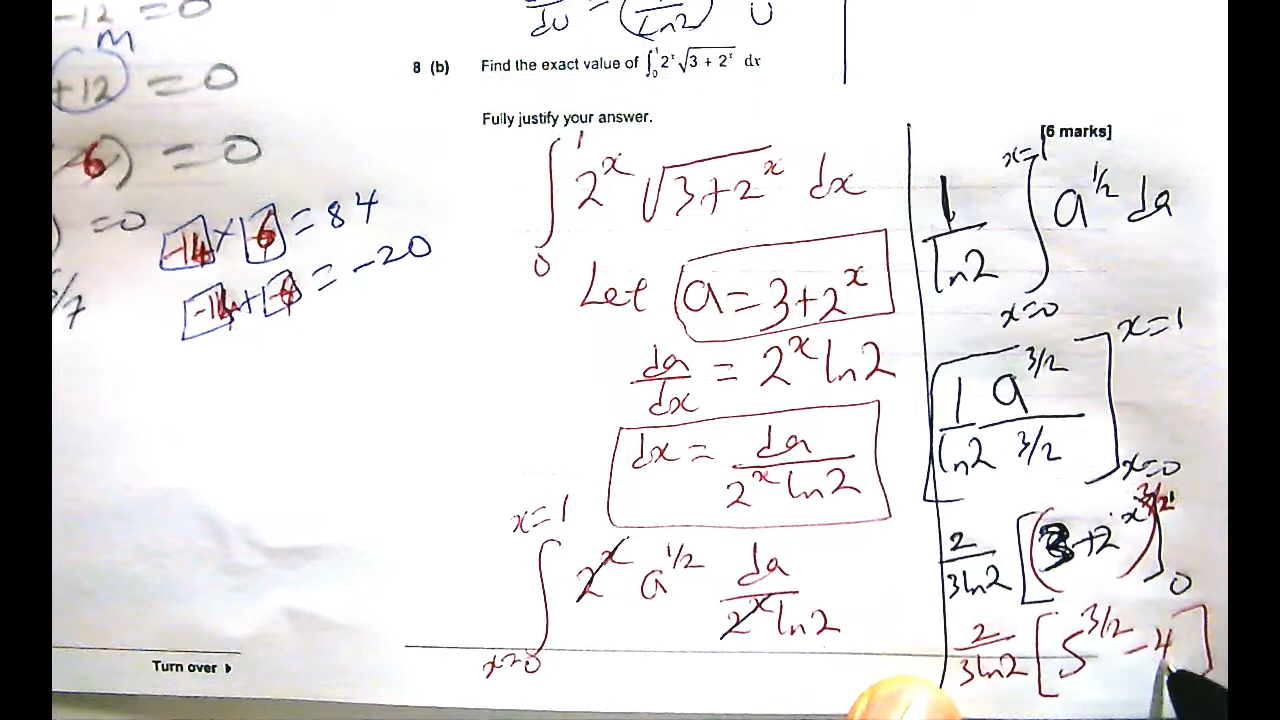 -12 = 0
m
+12) = 0
6) = 0
) = 0
/7
-14 × 6 = 84
-14 + -6 = -20
Turn over
8 (b) Find the exact value of ∫₀¹ 2ˣ√(3 + 2ˣ) dx
Fully justify your answer.
[6 marks]
∫₀¹ 2ˣ √(3+2ˣ) dx
Let a = 3+2ˣ
da/dx = 2ˣ ln2
dx = da/(2ˣ ln2)
∫_{x=0}^{x=1} 2ˣ a^{1/2} da/(2ˣ ln2)
1/ln2 ∫_{x=0}^{x=1} a^{1/2} da
[1/ln2 a^{3/2}/(3/2)]_{x=0}^{x=1}
2/(3ln2) [(3+2ˣ)^{3/2}]₀¹
2/(3ln2) [5^{3/2} - 4]